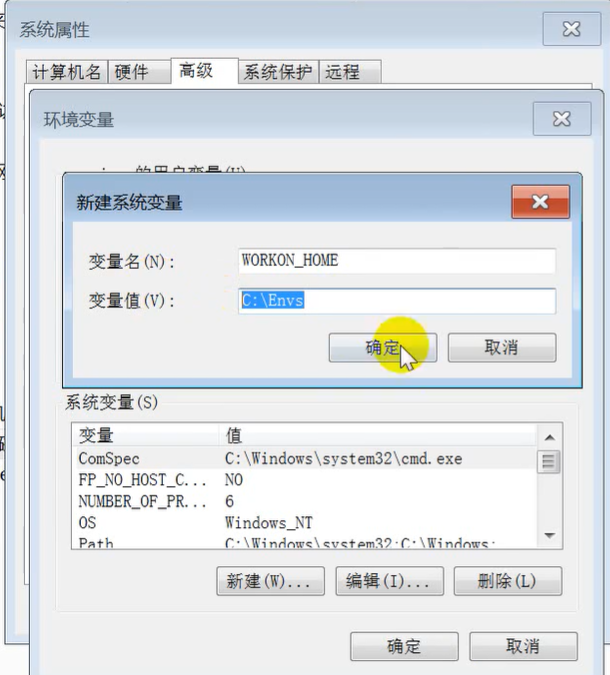 系统属性
计算机名 硬件 高级 系统保护 远程
环境变量
的用户变量(U)
新建系统变量
变量名(N): WORKON_HOME
变量值(V): C:\Envs
确定 取消
系统变量(S)
变量 值
ComSpec C:\Windows\system32\cmd.exe
FP_NO_HOST_C... NO
NUMBER_OF_PR... 6
OS Windows_NT
Path C:\Windows\system32;C:\Windows;
新建(W)... 编辑(I)... 删除(L)
确定 取消